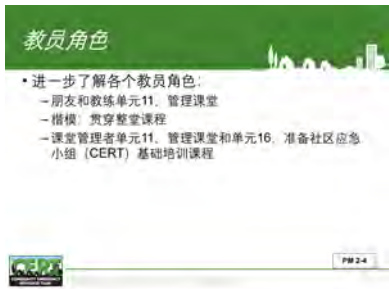 教员角色
• 进一步了解各个教员角色：
–朋友和教练单元11，管理课堂
–楷模：贯穿整堂课程
–课堂管理者单元11，管理课堂和单元16，准备社区应急
小组（CERT）基础培训课程
CERT
PM 2-4